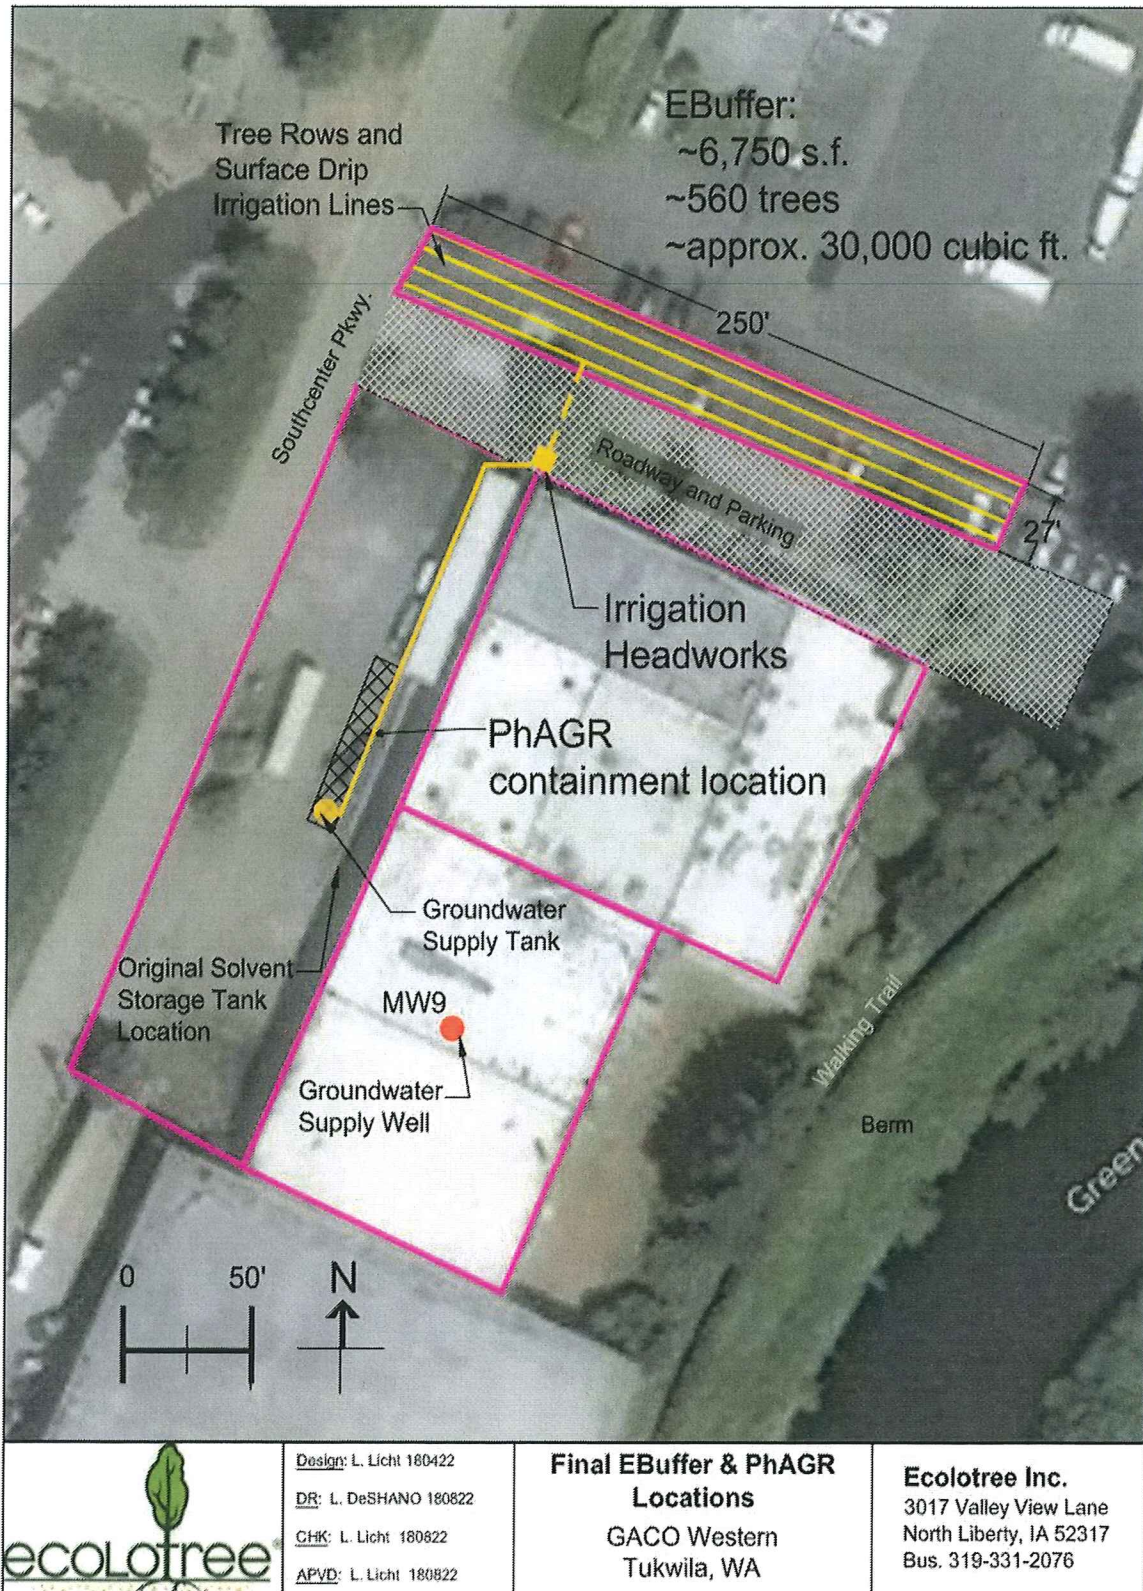 EBuffer:
~6,750 s.f.
~560 trees
~approx. 30,000 cubic ft.
Tree Rows and
Surface Drip
Irrigation Lines
250'
Southcenter Pkwy.
Roadway and Parking
27'
Irrigation
Headworks
PhAGR
containment location
Groundwater
Supply Tank
Original Solvent
Storage Tank
Location
MW9
Groundwater
Supply Well
Walking Trail
Berm
Green
0 50' N
ecolotree
Design: L. Licht 180422
DR: L. DeSHANO 180822
CHK: L. Licht 180822
APVD: L. Licht 180822
Final EBuffer & PhAGR
Locations
GACO Western
Tukwila, WA
Ecolotree Inc.
3017 Valley View Lane
North Liberty, IA 52317
Bus. 319-331-2076